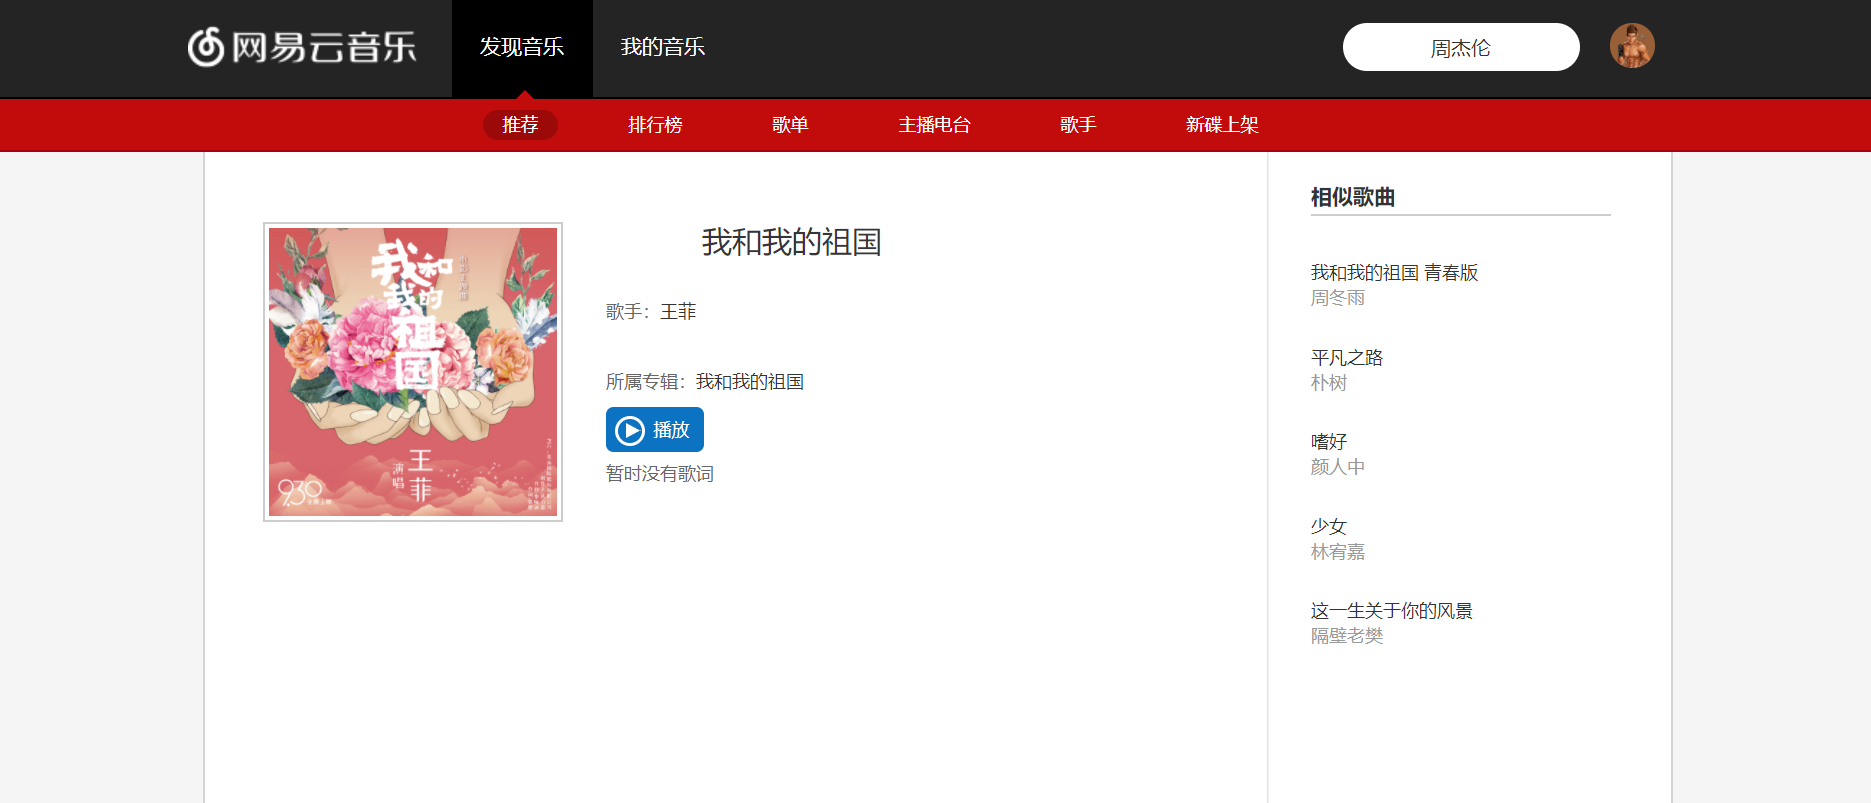 网易云音乐
发现音乐
我的音乐
周杰伦
推荐
排行榜
歌单
主播电台
歌手
新碟上架
我和我的祖国
王菲
演唱
930
我和我的祖国
歌手：王菲
所属专辑：我和我的祖国
播放
暂时没有歌词
相似歌曲
我和我的祖国 青春版
周冬雨
平凡之路
朴树
嗜好
颜人中
少女
林宥嘉
这一生关于你的风景
隔壁老樊